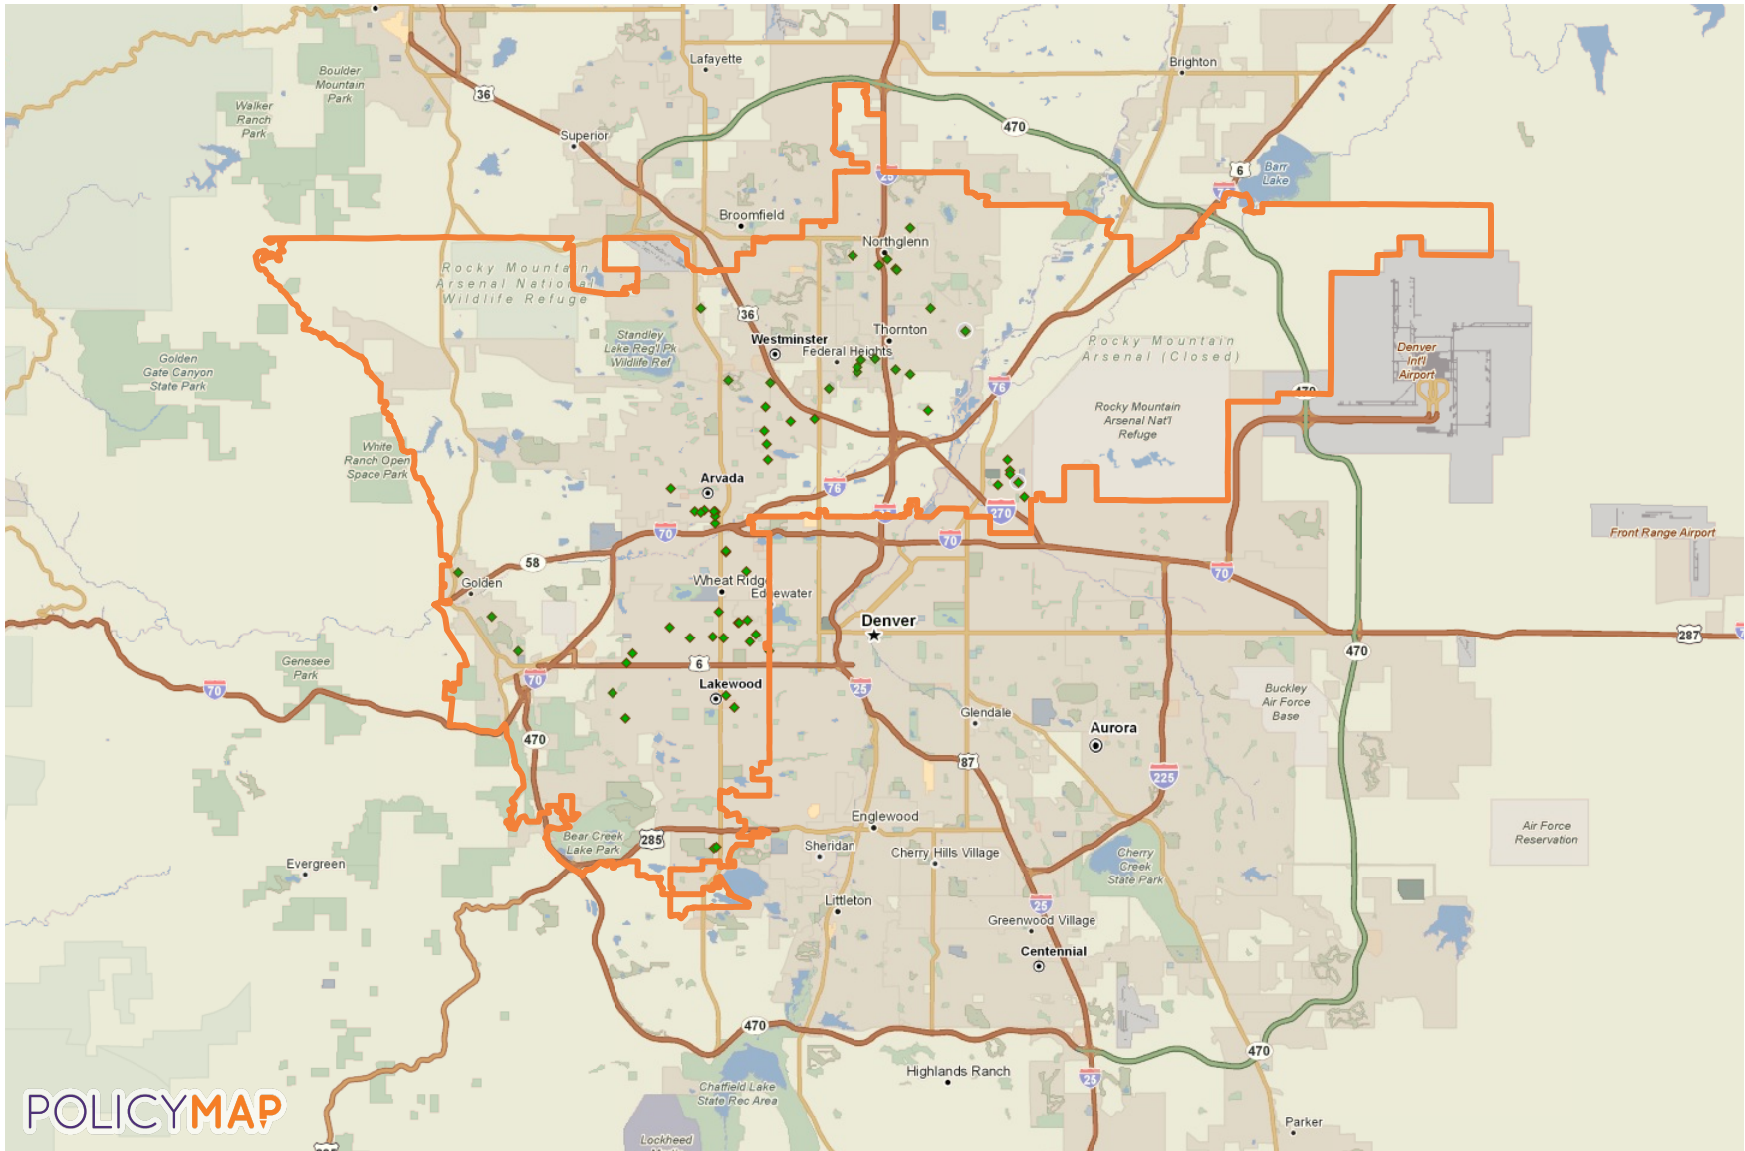 Lafayette
Brighton
Boulder
Mountain
Park
36
Walker
Ranch
Park
470
Superior
6
Barr
Lake
25
Broomfield
Northglenn
Rocky Mountain
Arsenal National
Wildlife Refuge
36
Standley
Lake Reg'l Pk
Wildlife Ref
Westminster
Thornton
Federal Heights
Rocky Mountain
Arsenal (Closed)
Denver
Int'l
Airport
Golden
Gate Canyon
State Park
76
470
Rocky Mountain
Arsenal Nat'l
Refuge
White
Ranch Open
Space Park
Arvada
76
270
70
70
Front Range Airport
58
70
Golden
Wheat Ridge
Edgewater
Denver
287
470
Genesee
Park
6
70
70
Lakewood
25
Buckley
Air Force
Base
Glendale
Aurora
470
87
225
Englewood
Bear Creek
Lake Park
285
Sheridan
Cherry Hills Village
Cherry
Creek
State Park
Air Force
Reservation
Evergreen
Littleton
25
Greenwood Village
Centennial
470
470
Highlands Ranch
25
Chatfield Lake
State Rec Area
POLICYMAP
Parker
Lockheed